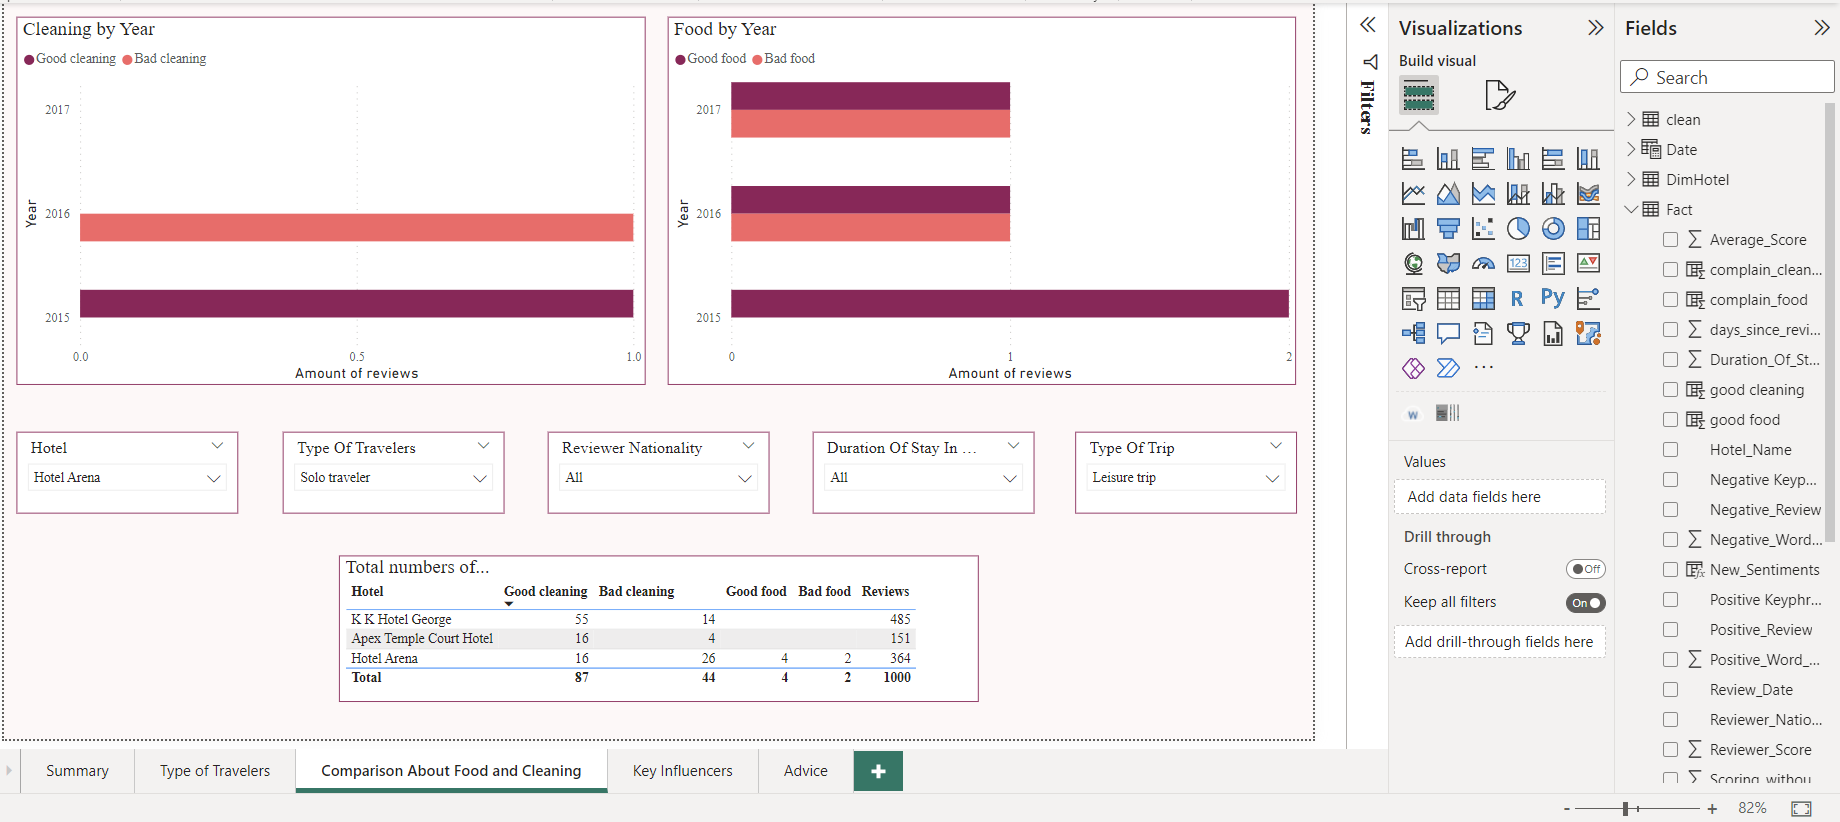 Cleaning by Year
Good cleaning Bad cleaning
2017
2016
2015
Year
0.0 0.5 1.0
Amount of reviews
Food by Year
Good food Bad food
2017
2016
2015
Year
0 1 2
Amount of reviews
Hotel
Hotel Arena
Type Of Travelers
Solo traveler
Reviewer Nationality
All
Duration Of Stay In ...
All
Type Of Trip
Leisure trip
Total numbers of...
Hotel Good cleaning Bad cleaning Good food Bad food Reviews
K K Hotel George 55 14 485
Apex Temple Court Hotel 16 4 151
Hotel Arena 16 26 4 2 364
Total 87 44 4 2 1000
Summary
Type of Travelers
Comparison About Food and Cleaning
Key Influencers
Advice
+
Filters
Visualizations
Build visual
123
R
Py
...
w
Values
Add data fields here
Drill through
Cross-report Off
Keep all filters On
Add drill-through fields here
Fields
Search
clean
Date
DimHotel
Fact
Average_Score
complain_clean...
complain_food
days_since_revi...
Duration_Of_St...
good cleaning
good food
Hotel_Name
Negative Keyp...
Negative_Review
Negative_Word...
New_Sentiments
Positive Keyphr...
Positive_Review
Positive_Word_...
Review_Date
Reviewer_Natio...
Reviewer_Score
Scoring_withou
- + 82%